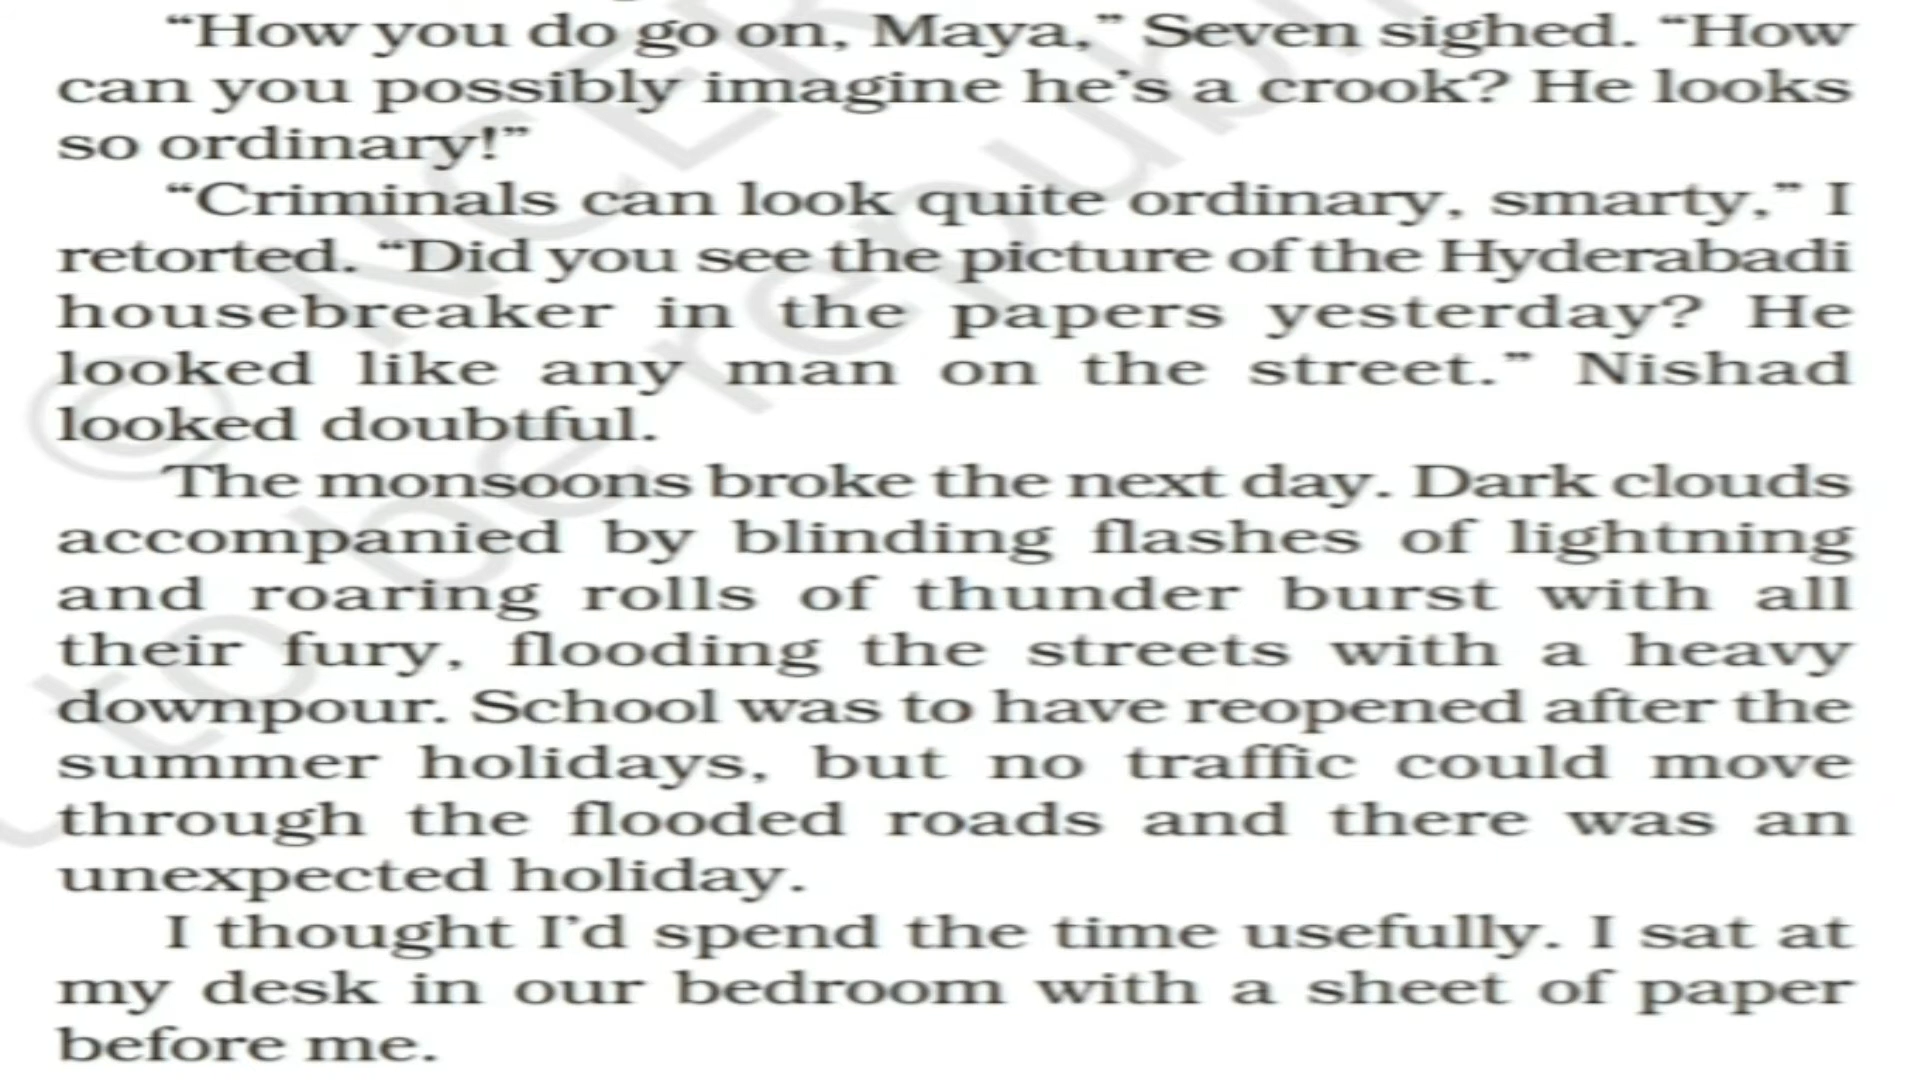 “How you do go on, Maya,” Seven sighed. “How
can you possibly imagine he’s a crook? He looks
so ordinary!”
“Criminals can look quite ordinary, smarty,” I
retorted. “Did you see the picture of the Hyderabadi
housebreaker in the papers yesterday? He
looked like any man on the street.” Nishad
looked doubtful.
The monsoons broke the next day. Dark clouds
accompanied by blinding flashes of lightning
and roaring rolls of thunder burst with all
their fury, flooding the streets with a heavy
downpour. School was to have reopened after the
summer holidays, but no traffic could move
through the flooded roads and there was an
unexpected holiday.
I thought I’d spend the time usefully. I sat at
my desk in our bedroom with a sheet of paper
before me.